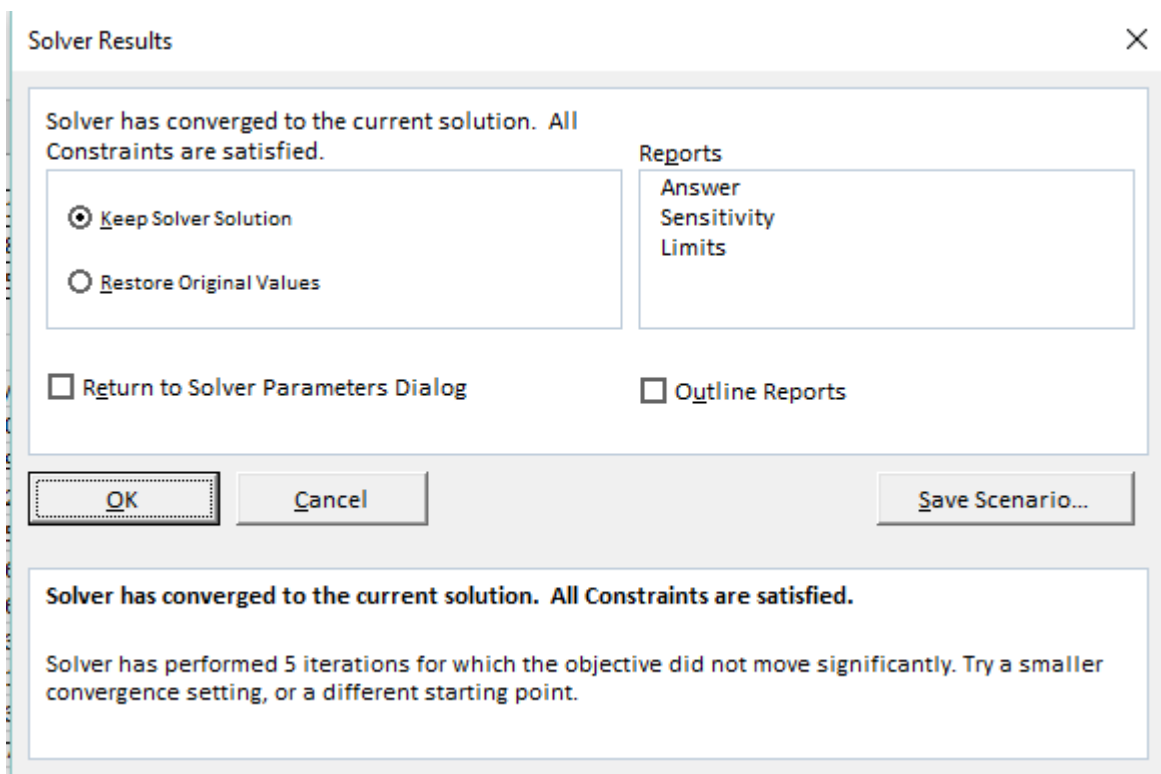 Solver Results
Solver has converged to the current solution.  All
Constraints are satisfied.
Reports
Keep Solver Solution
Restore Original Values
Answer
Sensitivity
Limits
Return to Solver Parameters Dialog
Outline Reports
OK
Cancel
Save Scenario...
Solver has converged to the current solution.  All Constraints are satisfied.
Solver has performed 5 iterations for which the objective did not move significantly. Try a smaller
convergence setting, or a different starting point.